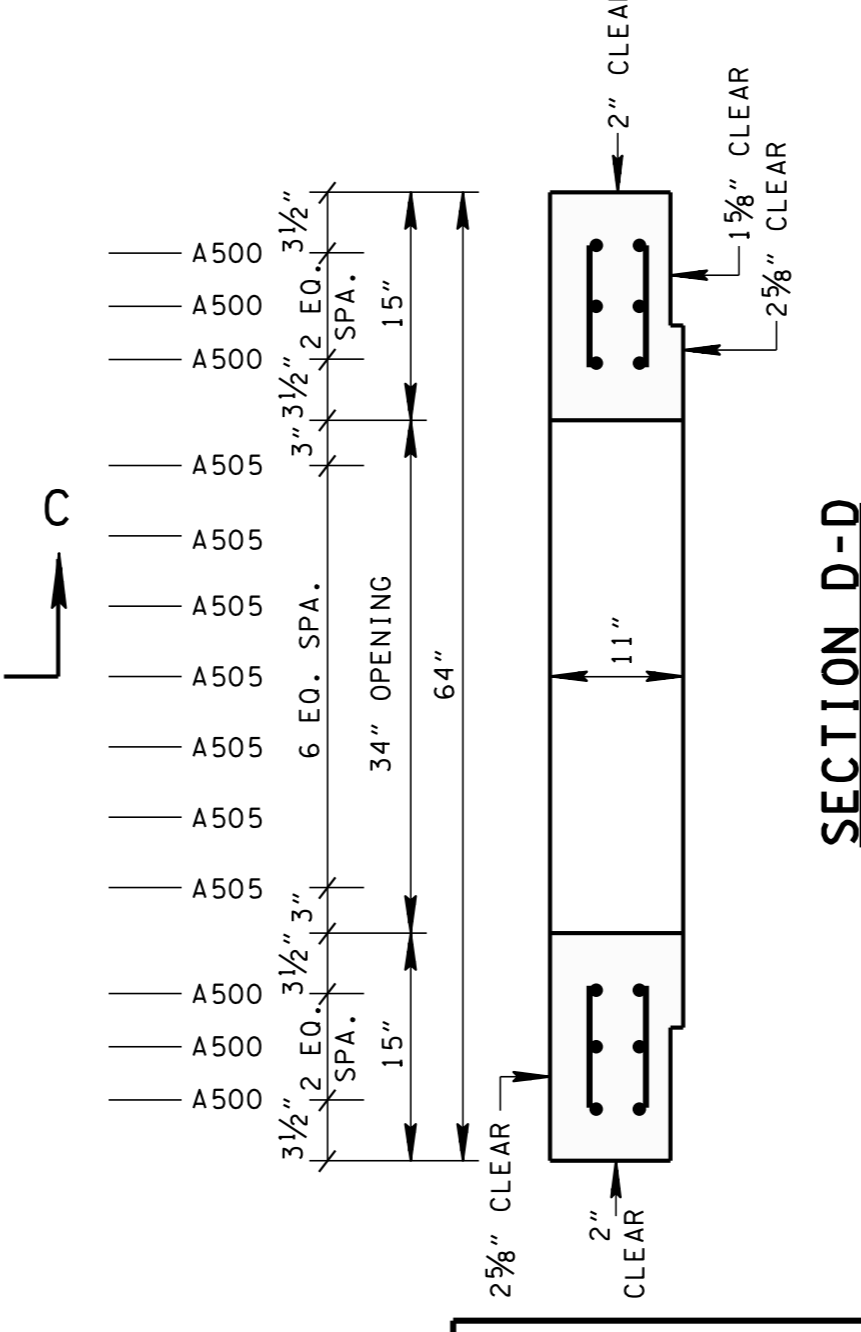 2" CLEAR
1⅝" CLEAR
2⅝" CLEAR
A500
A500
A500
A505
A505
A505
A505
A505
A505
A505
A500
A500
A500
C
3½"
2 EQ.
SPA.
3½"
3"
6 EQ. SPA.
3"
3½"
2 EQ.
SPA.
3½"
15"
34" OPENING
15"
64"
11"
2⅝" CLEAR
2"
CLEAR
SECTION D-D